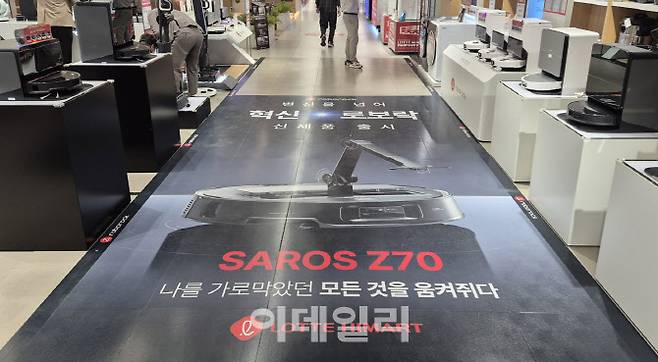 변신을 넘어
혁신 로보락
신제품 출시
SAROS Z70
나를 가로막았던 모든 것을 움켜쥐다
LOTTE HIMART
이데일리